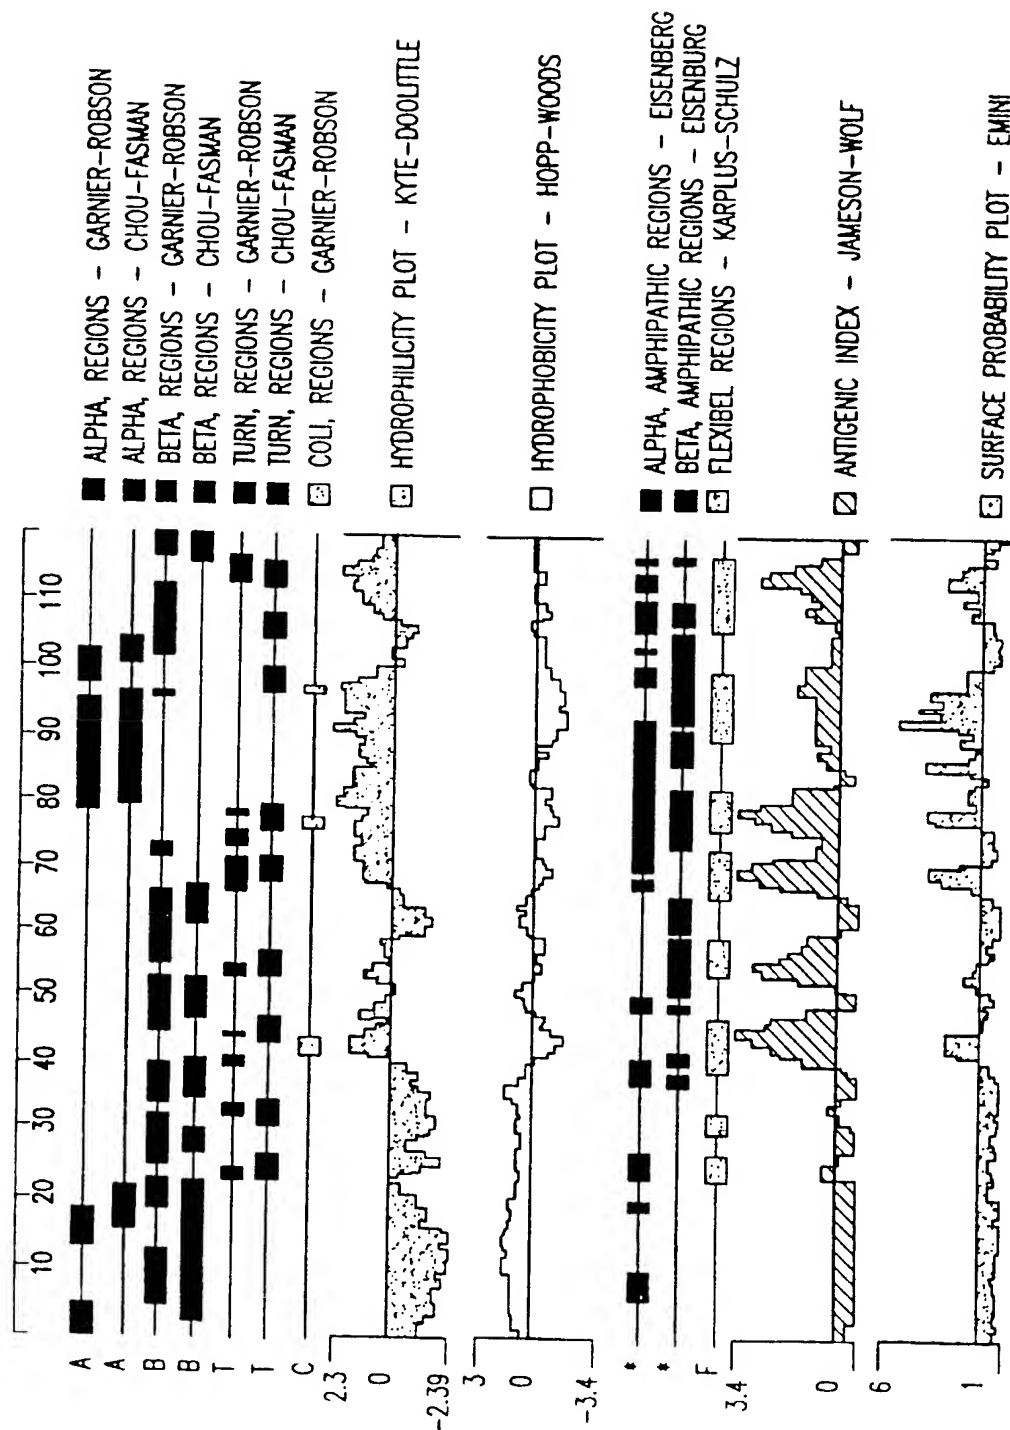 10 20 30 40 50 60 70 80 90 100 110
A ALPHA, REGIONS – GARNIER–ROBSON
A ALPHA, REGIONS – CHOU–FASMAN
B BETA, REGIONS – GARNIER–ROBSON
B BETA, REGIONS – CHOU–FASMAN
T TURN, REGIONS – GARNIER–ROBSON
T TURN, REGIONS – CHOU–FASMAN
C COLI, REGIONS – GARNIER–ROBSON
2.3
0 HYDROPHILICITY PLOT – KYTE–DOOLITTLE
-2.39
3
0 HYDROPHOBICITY PLOT – HOPP–WOODS
-3.4
* ALPHA, AMPHIPATHIC REGIONS – EISENBERG
* BETA, AMPHIPATHIC REGIONS – EISENBURG
F FLEXIBEL REGIONS – KARPLUS–SCHULZ
3.4
0 ANTIGENIC INDEX – JAMESON–WOLF
6
1 SURFACE PROBABILITY PLOT – EMINI